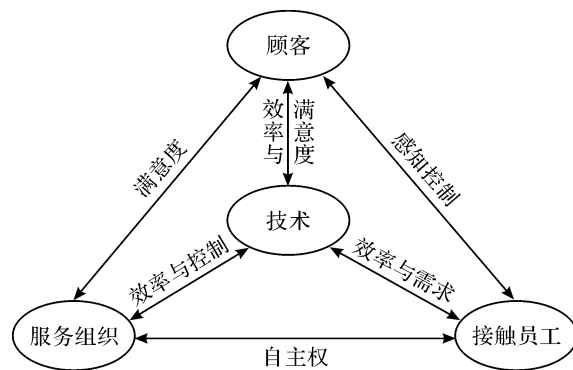 顾客
效率与
满意度
满意度
感知控制
技术
效率与控制
效率与需求
服务组织
接触员工
自主权